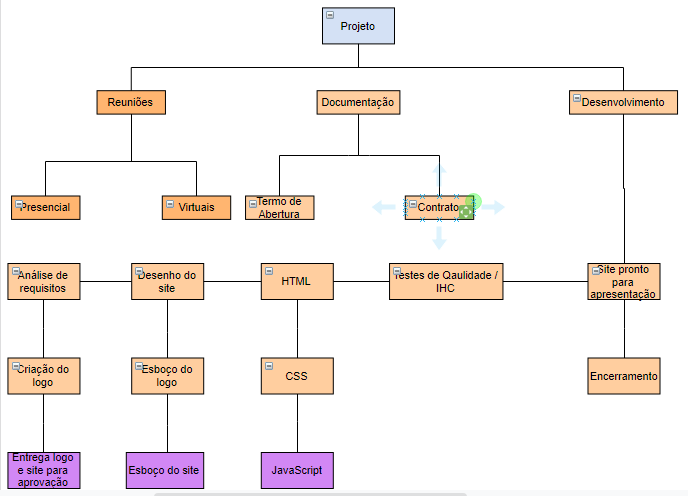 Projeto
Reuniões
Documentação
Desenvolvimento
Presencial
Virtuais
Termo de
Abertura
Contrato
Análise de
requisitos
Desenho do
site
HTML
Testes de Qaulidade /
IHC
Site pronto
para
apresentação
Criação do
logo
Esboço do
logo
CSS
Encerramento
Entrega logo
e site para
aprovação
Esboço do site
JavaScript